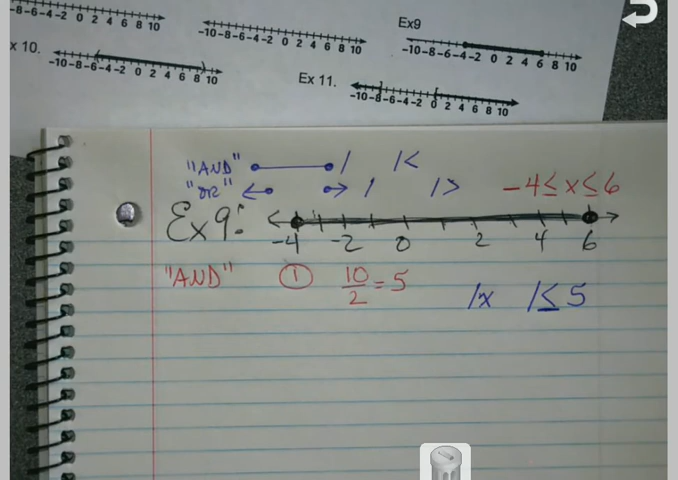 -8-6-4-2 0 2 4 6 8 10
-10-8-6-4-2 0 2 4 6 8 10
Ex9
-10-8-6-4-2 0 2 4 6 8 10
x 10.
-10-8-6-4-2 0 2 4 6 8 10
Ex 11.
-10-8-6-4-2 0 2 4 6 8 10
"AND" | |<
"OR" | |>
-4≤x≤6
Ex9:
-4 -2 0 2 4 6
"AND" ① 10/2=5
|x |≤5